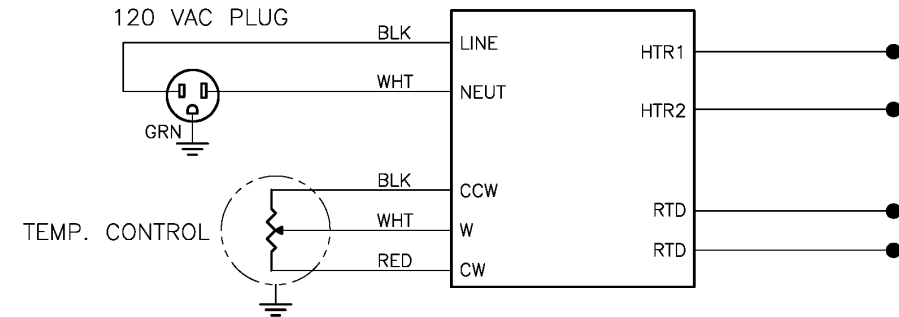 120 VAC PLUG
BLK
LINE
HTR1
WHT
NEUT
HTR2
GRN
BLK
CCW
RTD
TEMP. CONTROL
WHT
W
RTD
RED
CW